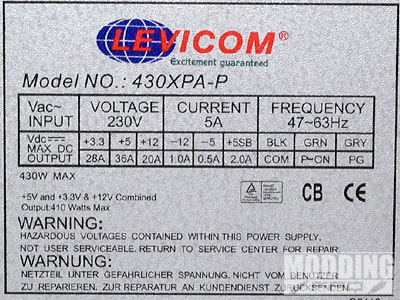 LEVICOM®
Excitement guaranteed
Model NO.: 430XPA-P
Vac~ INPUT VOLTAGE 230V CURRENT 5A FREQUENCY 47~63Hz
Vdc MAX DC OUTPUT +3.3 +5 +12 −12 −5 +5SB BLK GRN GRY
28A 36A 20A 1.0A 0.5A 2.0A COM P-ON PG
430W MAX
+5V and +3.3V & +12V Combined
Output:410 Watts Max
CB CE
WARNING:
HAZARDOUS VOLTAGES CONTAINED WITHIN THIS POWER SUPPLY,
NOT USER SERVICEABLE. RETURN TO SERVICE CENTER FOR REPAIR.
WARNUNG:
NETZTEIL UNTER GEFAHRLICHER SPANNUNG. NICHT VOM BENUTZER
ZU REPARIEREN. ZUR REPARATUR AN KUNDENDIENST ZURUCKSENDEN.
MODDING